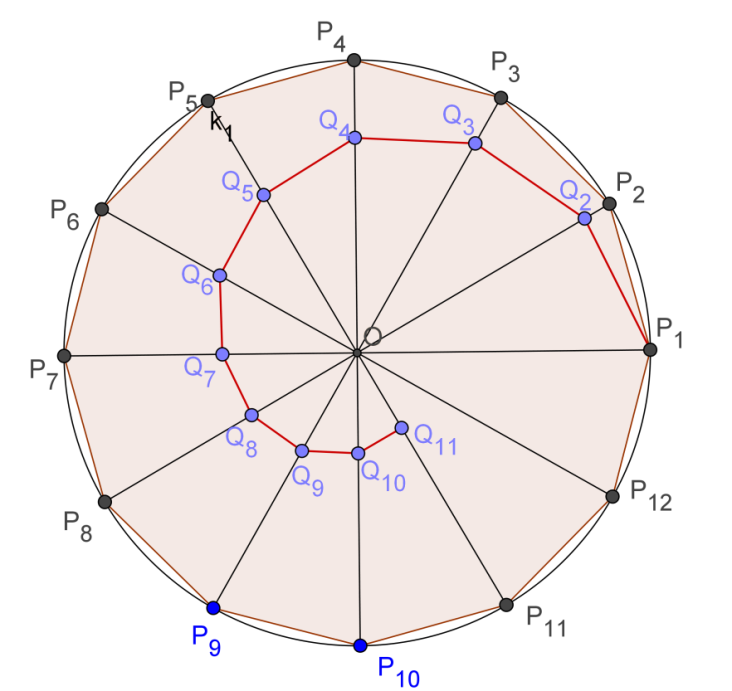 P₄
P₃
P₅
k₁
Q₄
Q₃
P₂
Q₂
Q₅
P₆
Q₆
O
P₁
P₇
Q₇
Q₈
Q₁₁
Q₉
Q₁₀
P₁₂
P₈
P₁₁
P₉
P₁₀